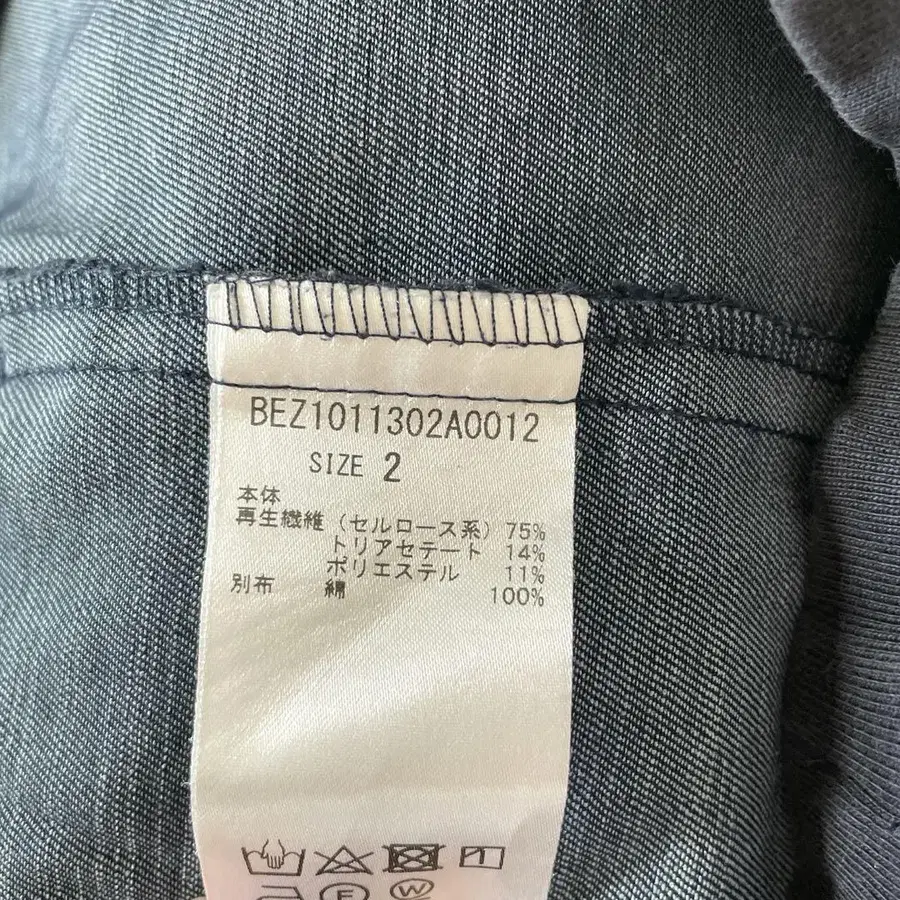 BEZ1011302A0012
SIZE 2
本体
再生繊維(セルロース系) 75%
トリアセテート 14%
ポリエステル 11%
別布 綿 100%
F W